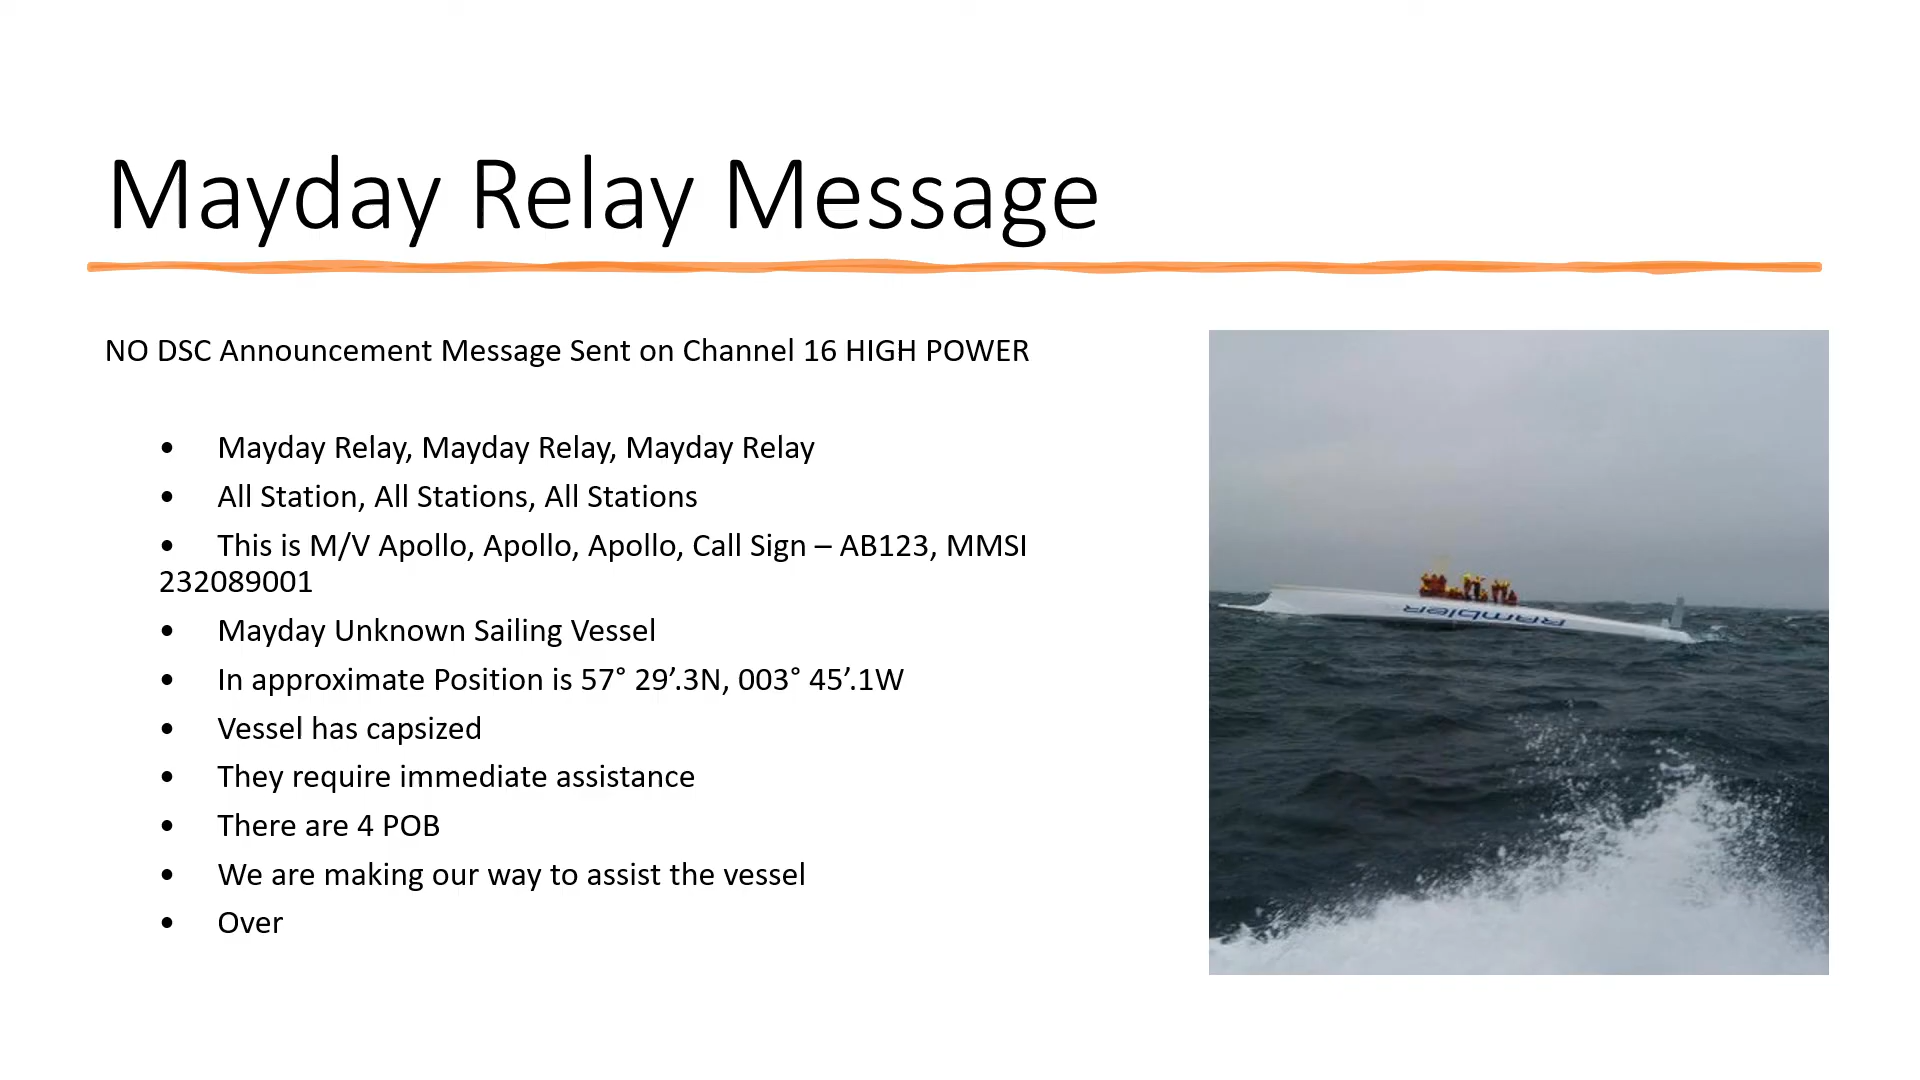 Mayday Relay Message
NO DSC Announcement Message Sent on Channel 16 HIGH POWER
• Mayday Relay, Mayday Relay, Mayday Relay
• All Station, All Stations, All Stations
• This is M/V Apollo, Apollo, Apollo, Call Sign – AB123, MMSI
232089001
• Mayday Unknown Sailing Vessel
• In approximate Position is 57° 29’.3N, 003° 45’.1W
• Vessel has capsized
• They require immediate assistance
• There are 4 POB
• We are making our way to assist the vessel
• Over
RAMBLER